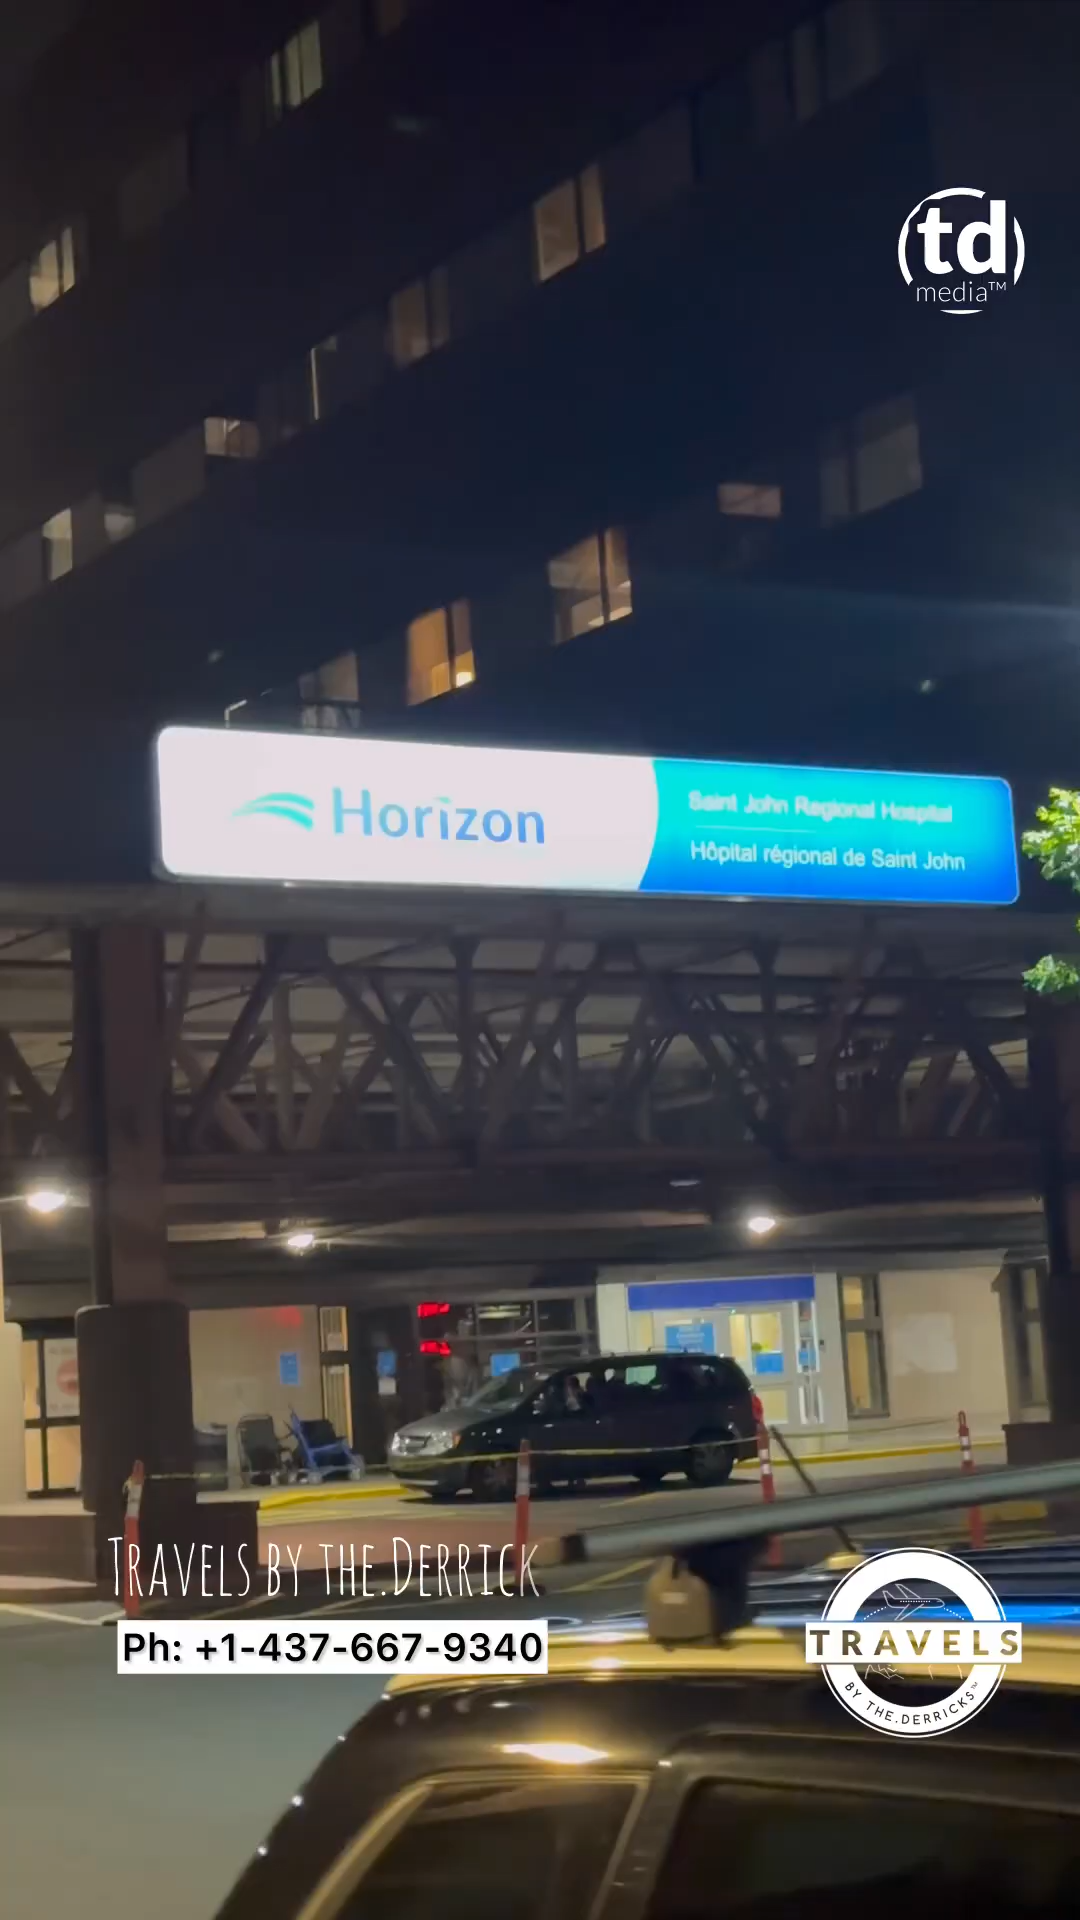 td
media™
Horizon
Saint John Regional Hospital
Hôpital régional de Saint John
TRAVELS BY THE.DERRICK
Ph: +1-437-667-9340
TRAVELS
BY THE.DERRICKS™